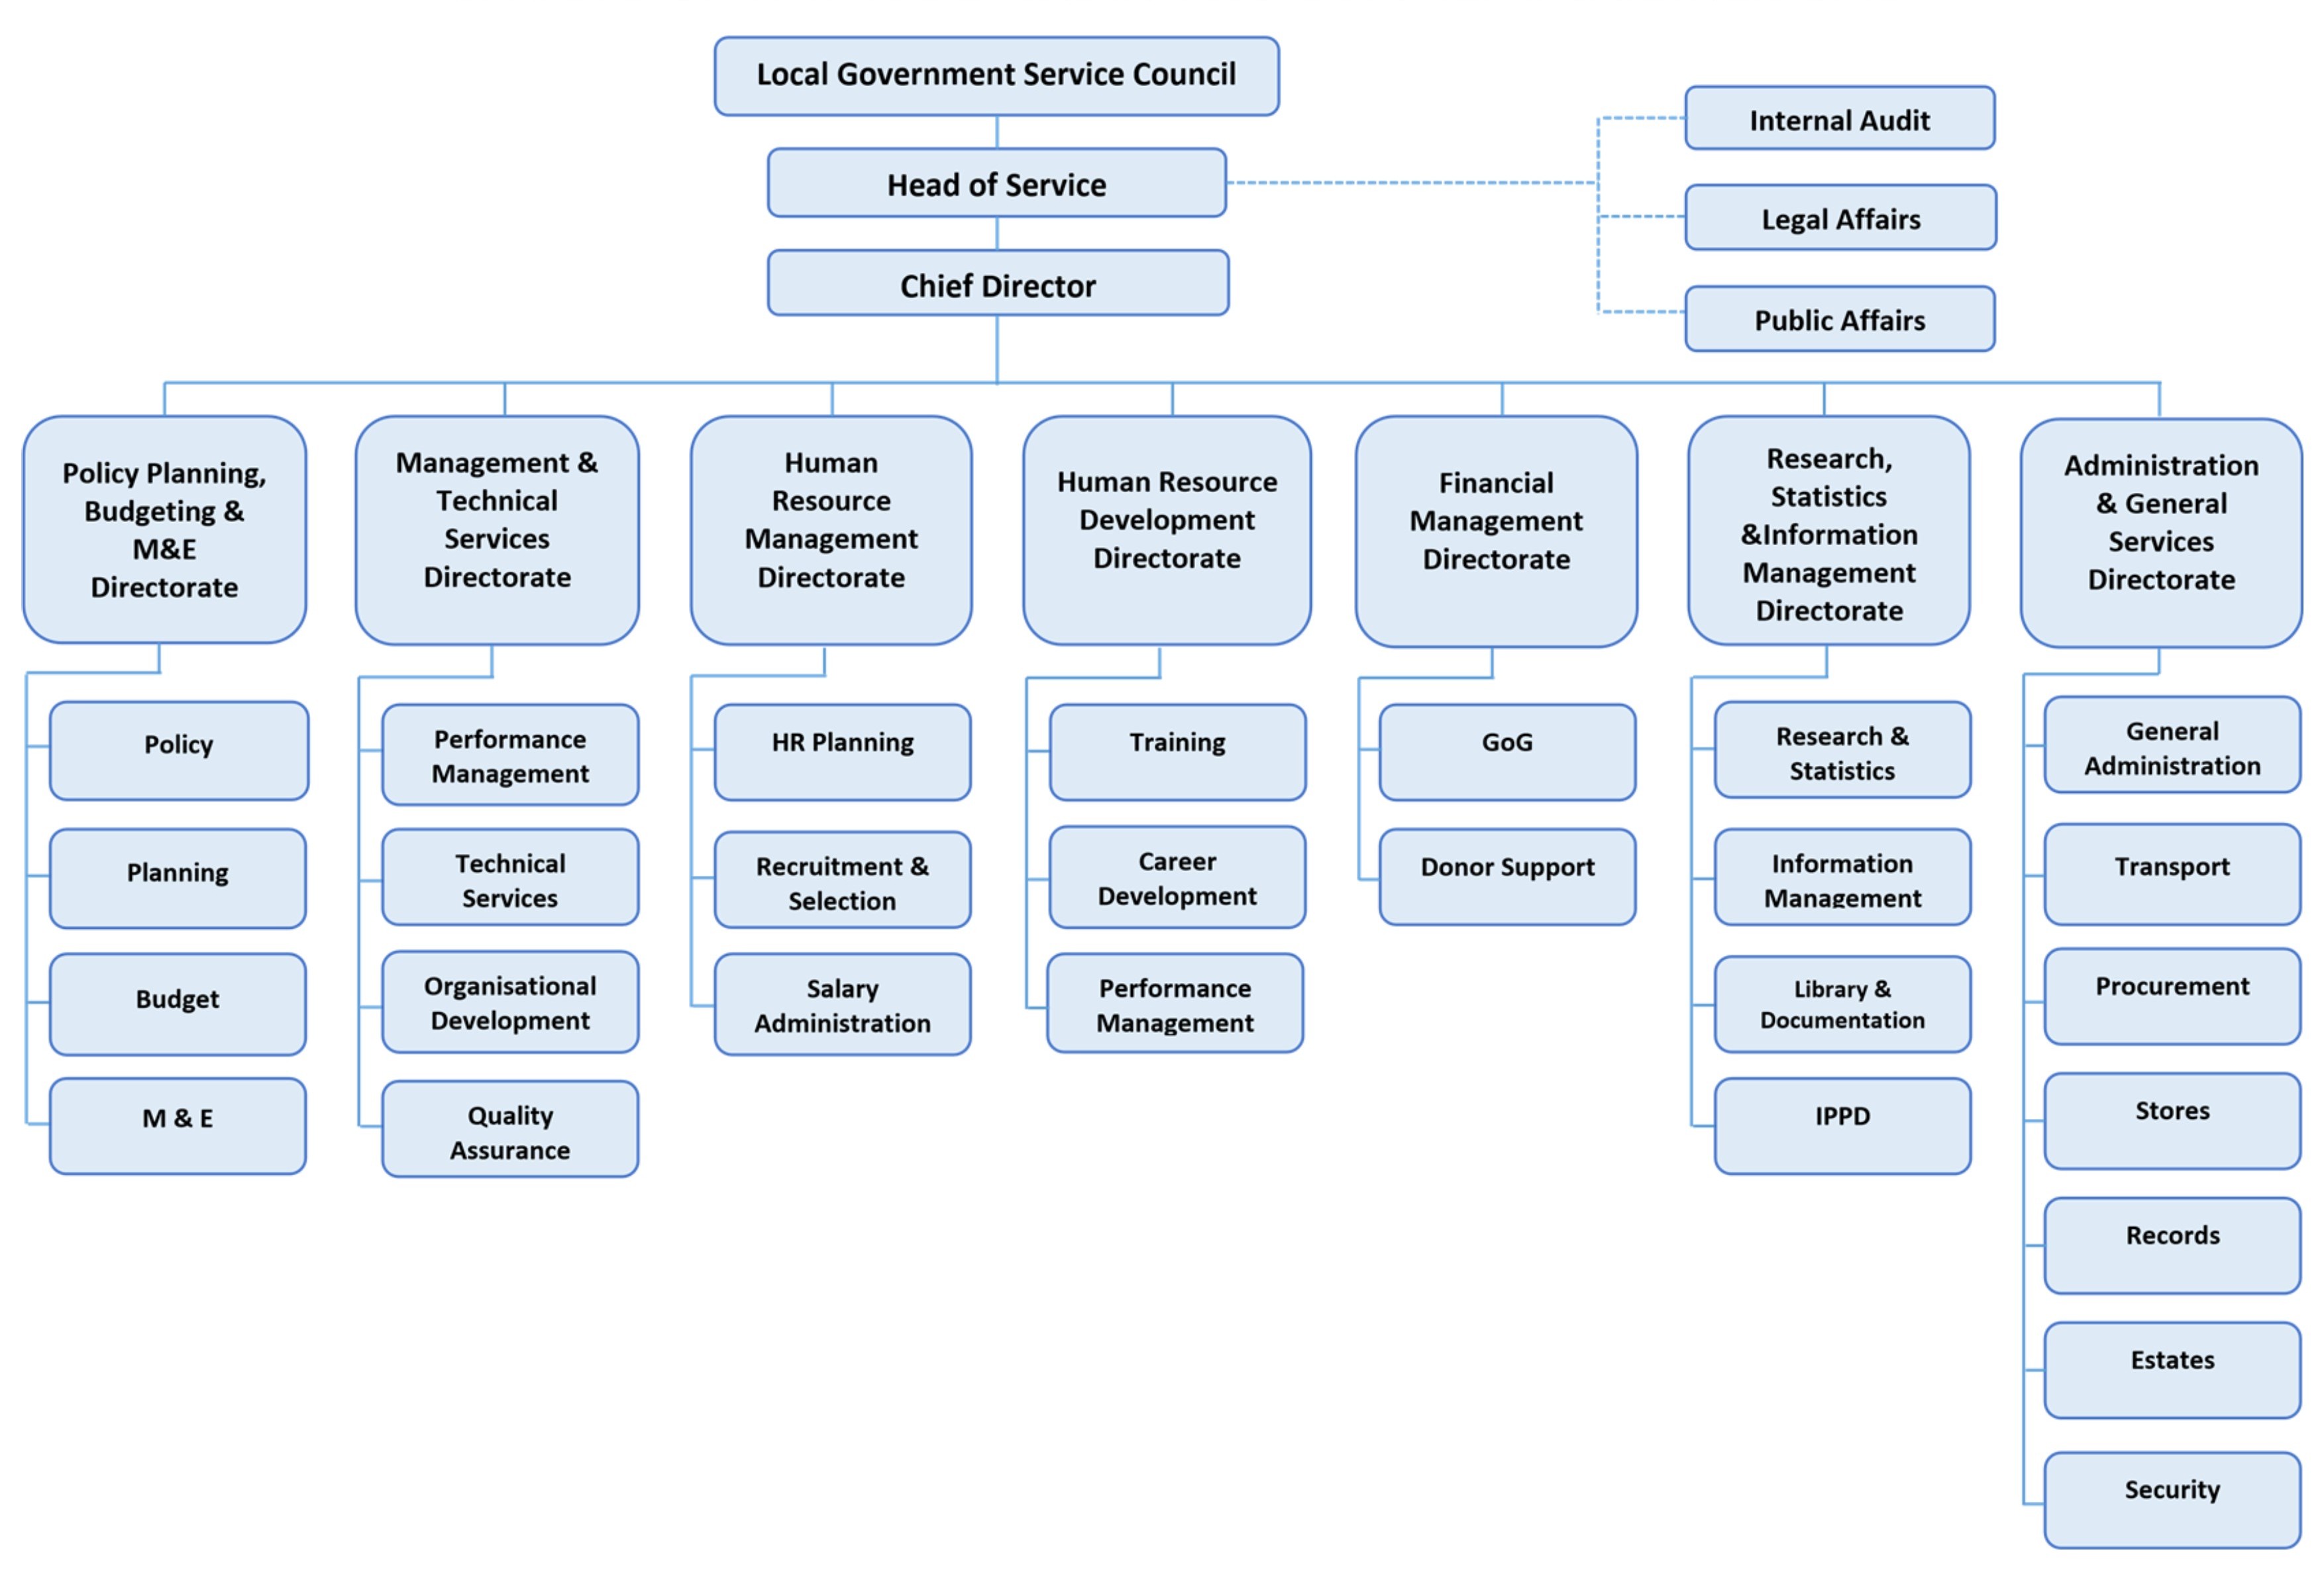 Local Government Service Council
Head of Service
Chief Director
Internal Audit
Legal Affairs
Public Affairs
Policy Planning,
Budgeting &
M&E
Directorate
Management &
Technical
Services
Directorate
Human
Resource
Management
Directorate
Human Resource
Development
Directorate
Financial
Management
Directorate
Research,
Statistics
&Information
Management
Directorate
Administration
& General
Services
Directorate
Policy
Planning
Budget
M & E
Performance
Management
Technical
Services
Organisational
Development
Quality
Assurance
HR Planning
Recruitment &
Selection
Salary
Administration
Training
Career
Development
Performance
Management
GoG
Donor Support
Research &
Statistics
Information
Management
Library &
Documentation
IPPD
General
Administration
Transport
Procurement
Stores
Records
Estates
Security